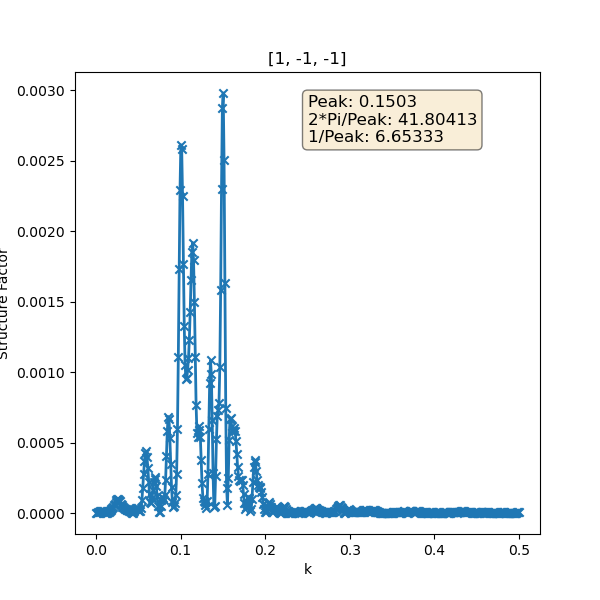 [1, -1, -1]
Peak: 0.1503
2*Pi/Peak: 41.80413
1/Peak: 6.65333
0.0030
0.0025
0.0020
0.0015
0.0010
0.0005
0.0000
Structure Factor
0.0 0.1 0.2 0.3 0.4 0.5
k